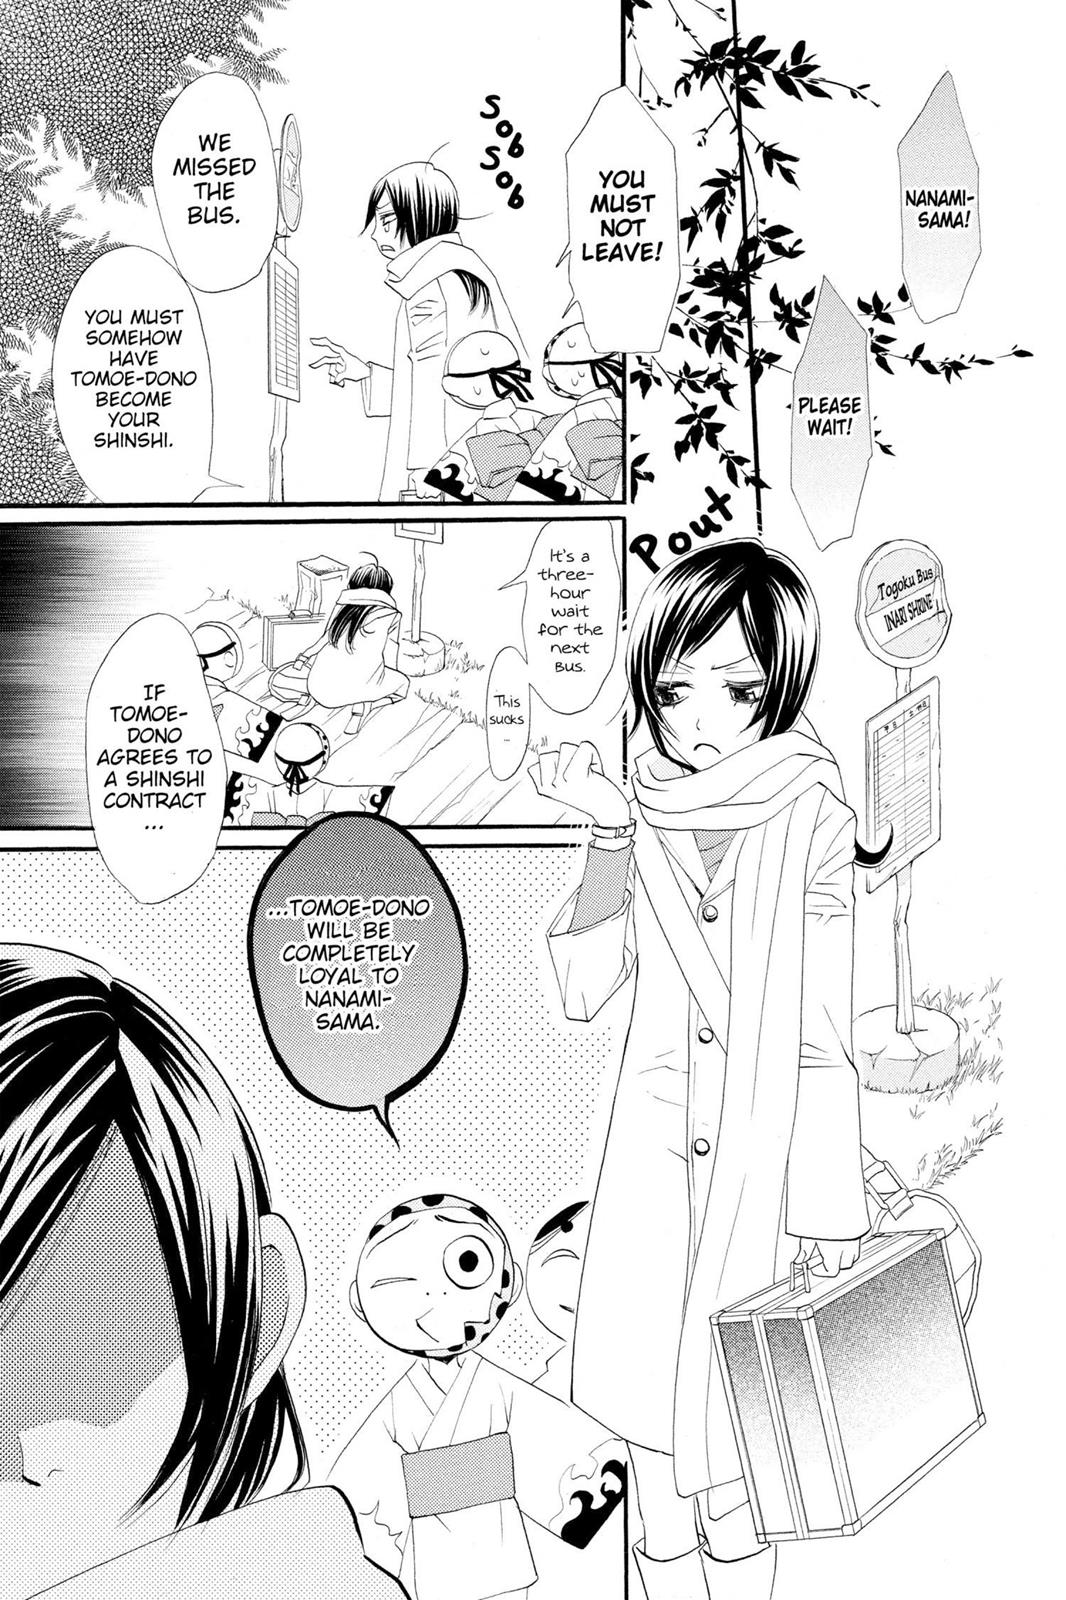 NANAMI-
SAMA!
PLEASE
WAIT!
Pout
Togoku Bus
INARI SHRINE
YOU
MUST
NOT
LEAVE!
Sob
Sob
WE
MISSED
THE
BUS.
YOU MUST
SOMEHOW
HAVE
TOMOE-DONO
BECOME
YOUR
SHINSHI.
It's a
three-
hour
wait
for the
next
Bus.
This
sucks
...
IF
TOMOE-
DONO
AGREES TO
A SHINSHI
CONTRACT
...
...TOMOE-DONO
WILL BE
COMPLETELY
LOYAL TO
NANAMI-
SAMA.